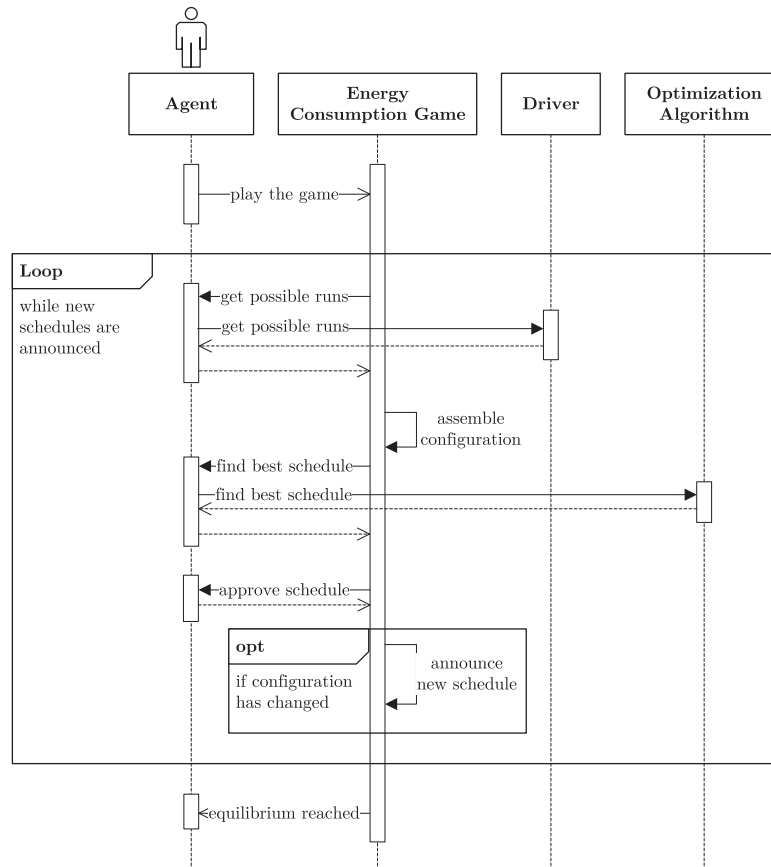 Agent
Energy
Consumption Game
Driver
Optimization
Algorithm
play the game
Loop
while new
schedules are
announced
get possible runs
get possible runs
assemble
configuration
find best schedule
find best schedule
approve schedule
opt
if configuration
has changed
announce
new schedule
equilibrium reached